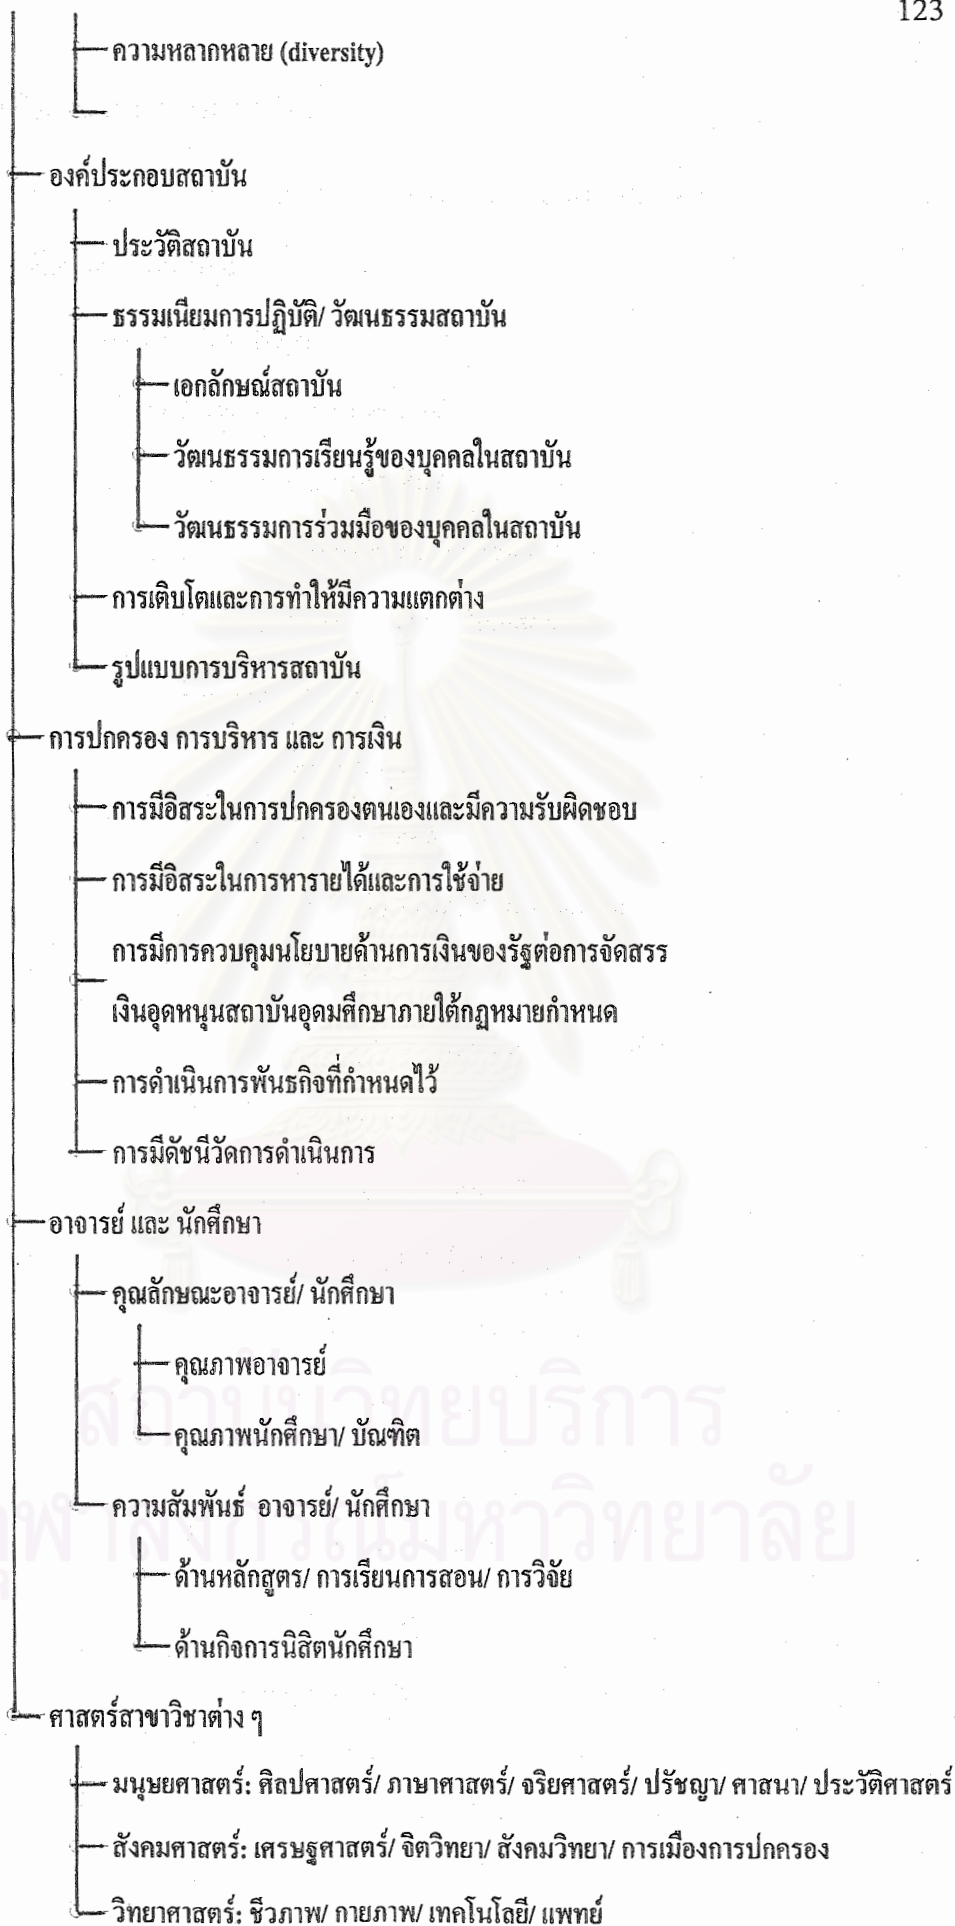 123
ความหลากหลาย (diversity)
องค์ประกอบสถาบัน
ประวัติสถาบัน
ธรรมเนียมการปฏิบัติ/ วัฒนธรรมสถาบัน
เอกลักษณ์สถาบัน
วัฒนธรรมการเรียนรู้ของบุคคลในสถาบัน
วัฒนธรรมการร่วมมือของบุคคลในสถาบัน
การเติบโตและการทำให้มีความแตกต่าง
รูปแบบการบริหารสถาบัน
การปกครอง การบริหาร และ การเงิน
การมีอิสระในการปกครองตนเองและมีความรับผิดชอบ
การมีอิสระในการหารายได้และการใช้จ่าย
การมีการควบคุมนโยบายด้านการเงินของรัฐต่อการจัดสรร
เงินอุดหนุนสถาบันอุดมศึกษาภายใต้กฎหมายกำหนด
การดำเนินการพันธกิจที่กำหนดไว้
การมีดัชนีวัดการดำเนินการ
อาจารย์ และ นักศึกษา
คุณลักษณะอาจารย์/ นักศึกษา
คุณภาพอาจารย์
คุณภาพนักศึกษา/ บัณฑิต
ความสัมพันธ์ อาจารย์/ นักศึกษา
ด้านหลักสูตร/ การเรียนการสอน/ การวิจัย
ด้านกิจการนิสิตนักศึกษา
ศาสตร์สาขาวิชาต่าง ๆ
มนุษยศาสตร์: ศิลปศาสตร์/ ภาษาศาสตร์/ จริยศาสตร์/ ปรัชญา/ ศาสนา/ ประวัติศาสตร์
สังคมศาสตร์: เศรษฐศาสตร์/ จิตวิทยา/ สังคมวิทยา/ การเมืองการปกครอง
วิทยาศาสตร์: ชีวภาพ/ กายภาพ/ เทคโนโลยี/ แพทย์
สถาบันวิทยบริการ
จุฬาลงกรณ์มหาวิทยาลัย